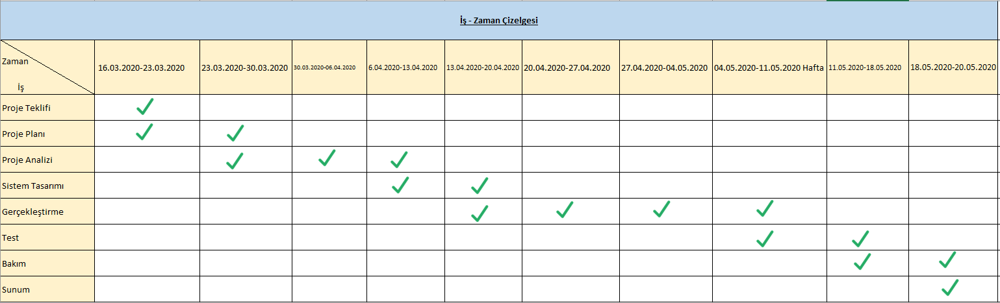 İş - Zaman Çizelgesi
Zaman
İş
16.03.2020-23.03.2020
23.03.2020-30.03.2020
30.03.2020-06.04.2020
6.04.2020-13.04.2020
13.04.2020-20.04.2020
20.04.2020-27.04.2020
27.04.2020-04.05.2020
04.05.2020-11.05.2020 Hafta
11.05.2020-18.05.2020
18.05.2020-20.05.2020
Proje Teklifi
Proje Planı
Proje Analizi
Sistem Tasarımı
Gerçekleştirme
Test
Bakım
Sunum